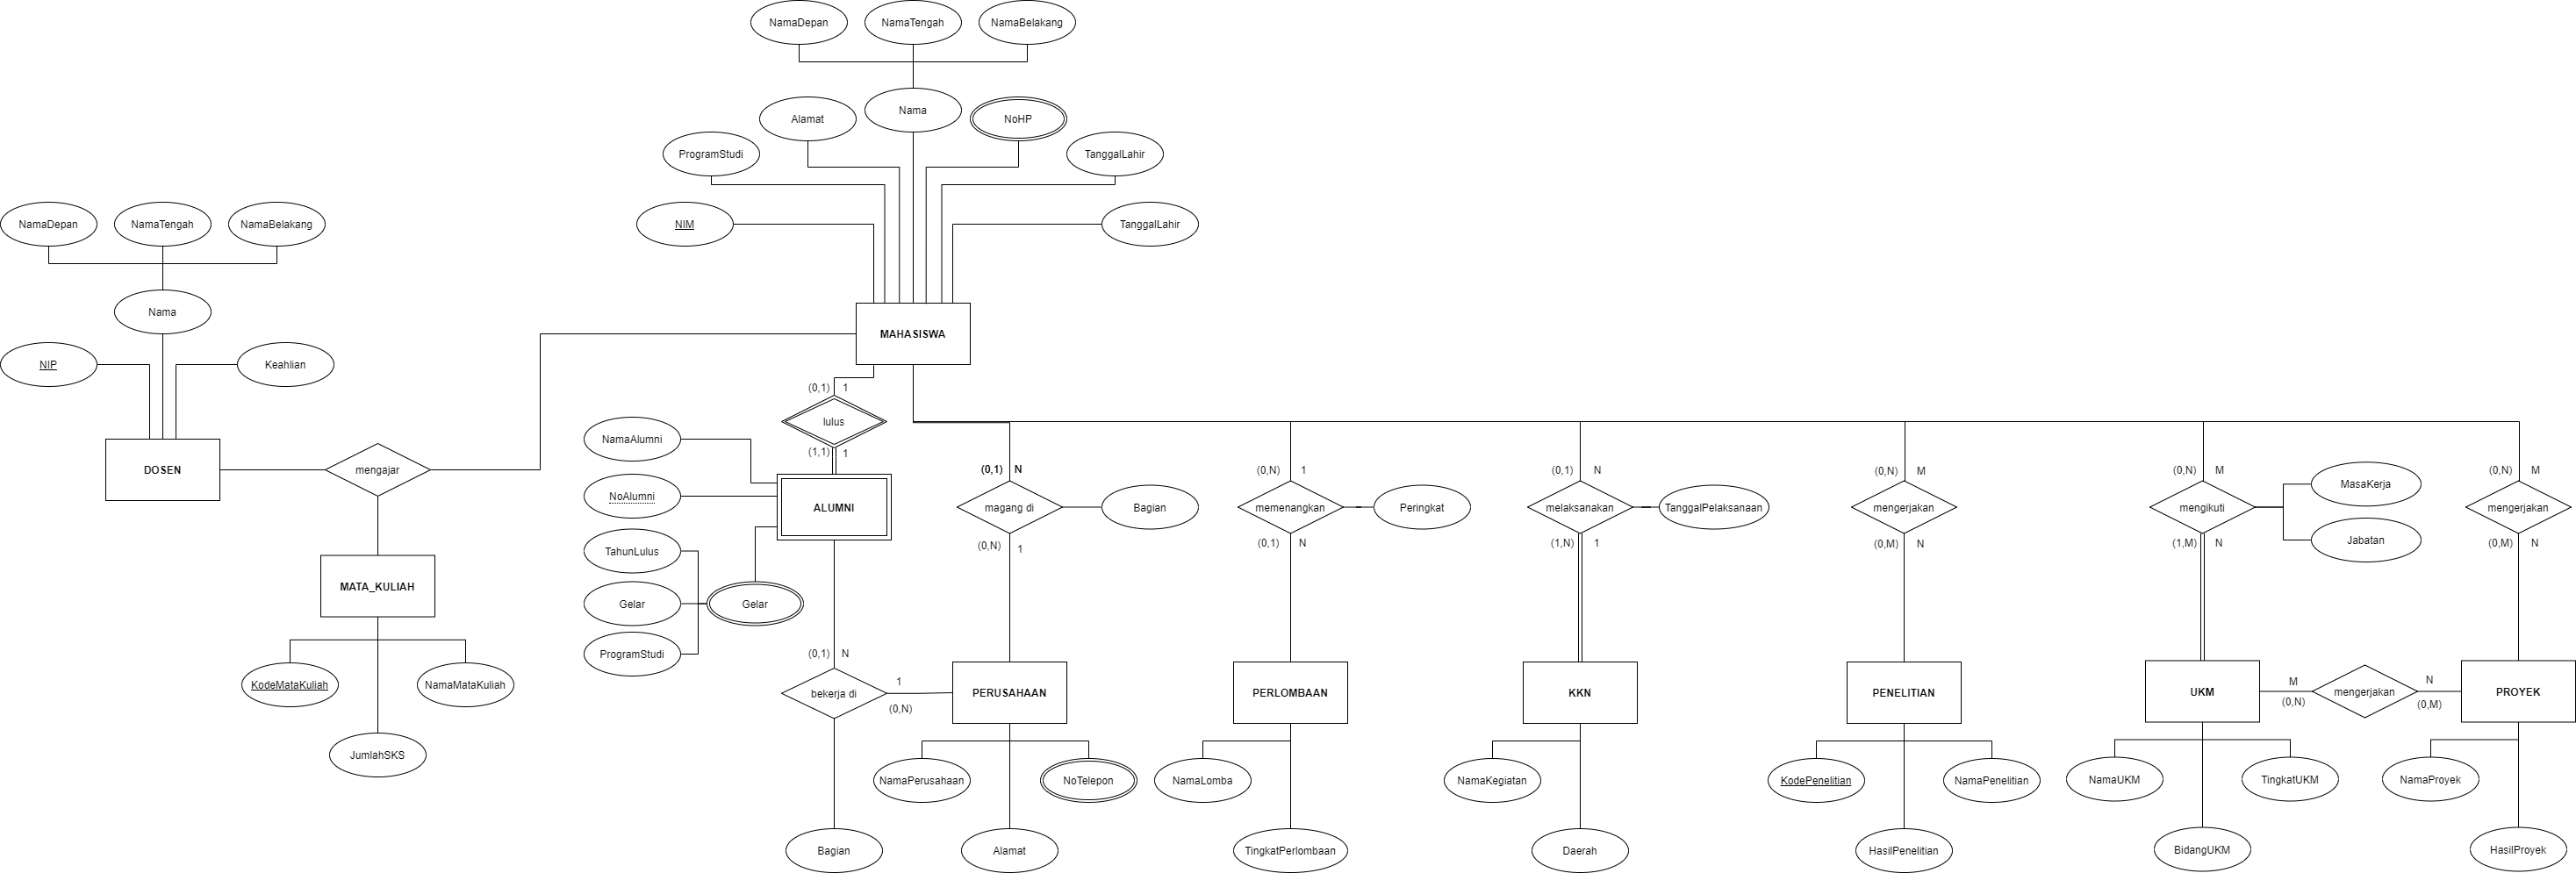 NamaDepan
NamaTengah
NamaBelakang
Nama
NoHP
Alamat
ProgramStudi
TanggalLahir
NIM
TanggalLahir
MAHASISWA
NamaDepan
NamaTengah
NamaBelakang
Nama
NIP
Keahlian
DOSEN
mengajar
MATA_KULIAH
KodeMataKuliah
NamaMataKuliah
JumlahSKS
(0,1) 1
lulus
(1,1) 1
NamaAlumni
NoAlumni
ALUMNI
TahunLulus
Gelar
Gelar
ProgramStudi
(0,1) N
bekerja di
1
(0,N)
Bagian
(0,1) N
magang di
Bagian
(0,N) 1
PERUSAHAAN
NamaPerusahaan
NoTelepon
Alamat
(0,N) 1
memenangkan
Peringkat
(0,1) N
PERLOMBAAN
NamaLomba
TingkatPerlombaan
(0,1) N
melaksanakan
TanggalPelaksanaan
(1,N) 1
KKN
NamaKegiatan
Daerah
(0,N) M
mengerjakan
(0,M) N
PENELITIAN
KodePenelitian
NamaPenelitian
HasilPenelitian
(0,N) M
mengikuti
MasaKerja
Jabatan
(1,M) N
UKM
NamaUKM
TingkatUKM
BidangUKM
M
(0,N)
mengerjakan
N
(0,M)
(0,N) M
mengerjakan
(0,M) N
PROYEK
NamaProyek
HasilProyek